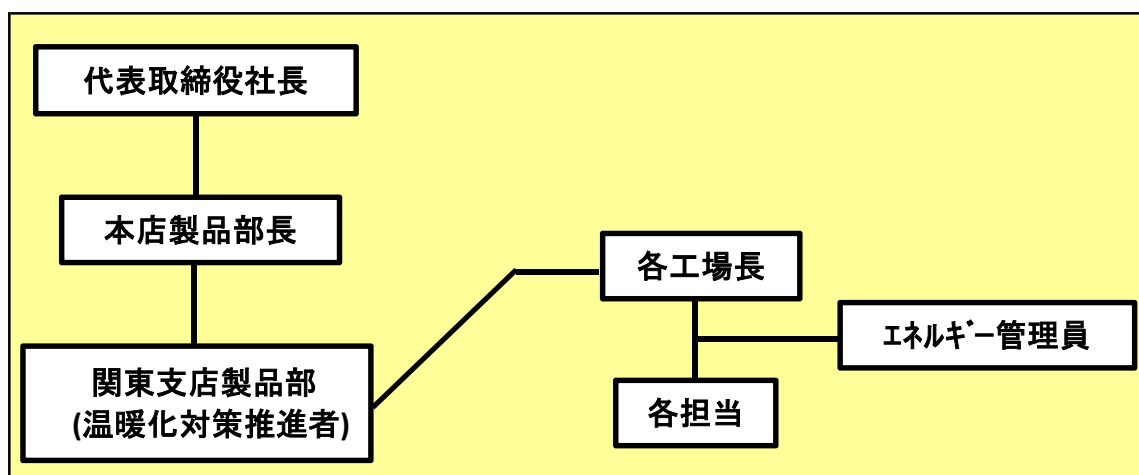 代表取締役社長
本店製品部長
関東支店製品部
(温暖化対策推進者)
各工場長
エネルギー管理員
各担当